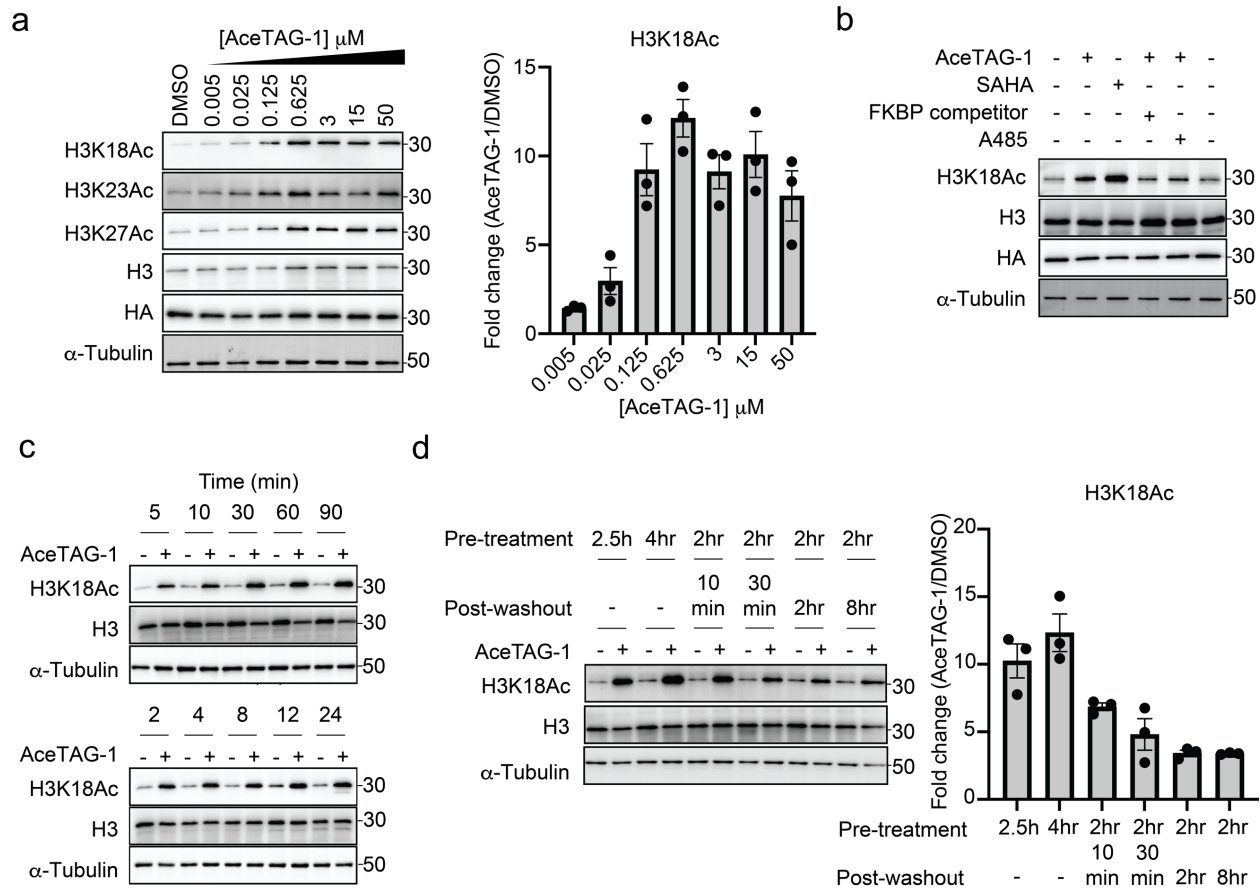 a
[AceTAG-1] μM
DMSO
0.005
0.025
0.125
0.625
3
15
50
H3K18Ac
30
H3K23Ac
30
H3K27Ac
30
H3
30
HA
30
α-Tubulin
50
H3K18Ac
Fold change (AceTAG-1/DMSO)
15
10
5
0
0.005
0.025
0.125
0.625
3
15
50
[AceTAG-1] μM
b
AceTAG-1 - + - + + -
SAHA - - + - - -
FKBP competitor - - - + - -
A485 - - - - + -
H3K18Ac
30
H3
30
HA
30
α-Tubulin
50
c
Time (min)
5 10 30 60 90
AceTAG-1 - + - + - + - + - +
H3K18Ac
30
H3
30
α-Tubulin
50
2 4 8 12 24
AceTAG-1 - + - + - + - + - +
H3K18Ac
30
H3
30
α-Tubulin
50
d
Pre-treatment 2.5h 4hr 2hr 2hr 2hr 2hr
10 30
Post-washout - - min min 2hr 8hr
AceTAG-1 - + - + - + - + - + - +
H3K18Ac
30
H3
30
α-Tubulin
50
H3K18Ac
Fold change (AceTAG-1/DMSO)
20
15
10
5
0
Pre-treatment 2.5h 4hr 2hr 2hr 2hr 2hr
10 30
Post-washout - - min min 2hr 8hr